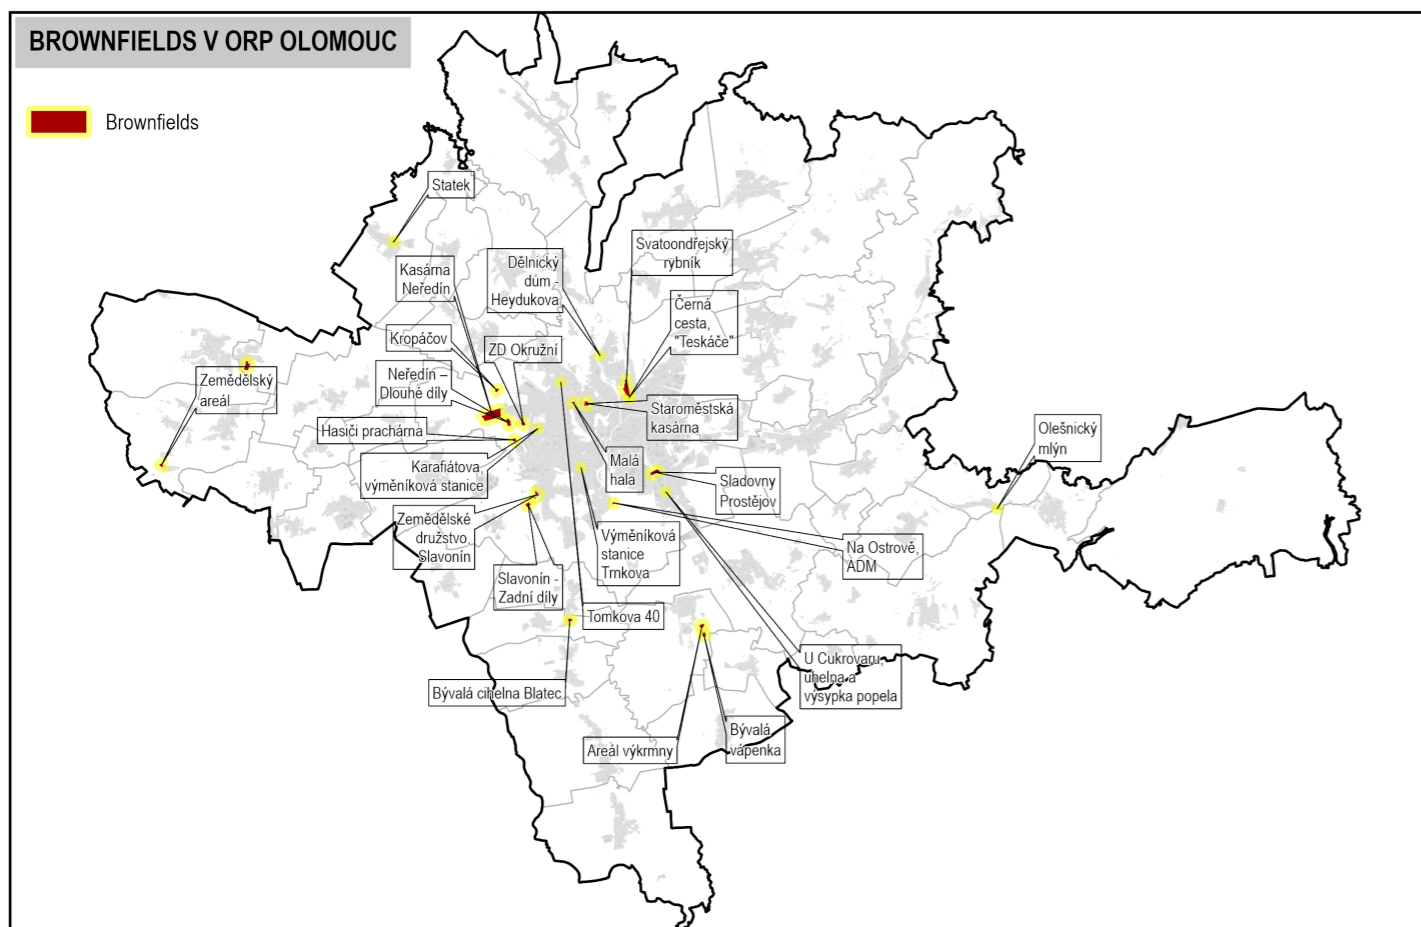 BROWNFIELDS V ORP OLOMOUC
Brownfields
Statek
Svatoondřejský
rybník
Dělnický
dům -
Heydukova
Kasárna
Neředín
Černá
cesta,
"Teskáče"
Kropáčov
ZD Okružní
Neředín –
Dlouhé díly
Zemědělský
areál
Staroměstská
kasárna
Hasiči prachárna
Olešnický
mlýn
Karafiátova,
výměníková stanice
Malá
hala
Sladovny
Prostějov
Zemědělské
družstvo,
Slavonín
Výměníková
stanice
Trnkova
Na Ostrově,
ADM
Slavonín -
Zadní díly
Tomkova 40
U Cukrovaru,
uhelna a
výsypka popela
Bývalá cihelna Blatec
Areál výkrmny
Bývalá
vápenka